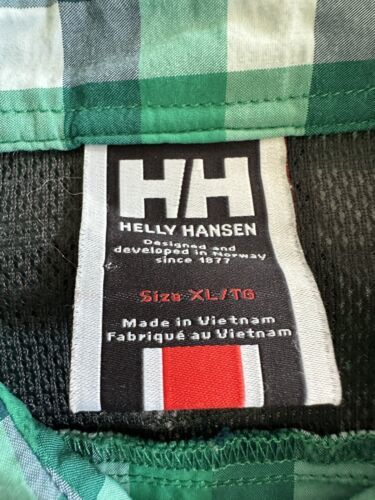 HH
HELLY HANSEN
Designed and
developed in Norway
since 1877
Size XL/TG
Made in Vietnam
Fabriqué au Vietnam